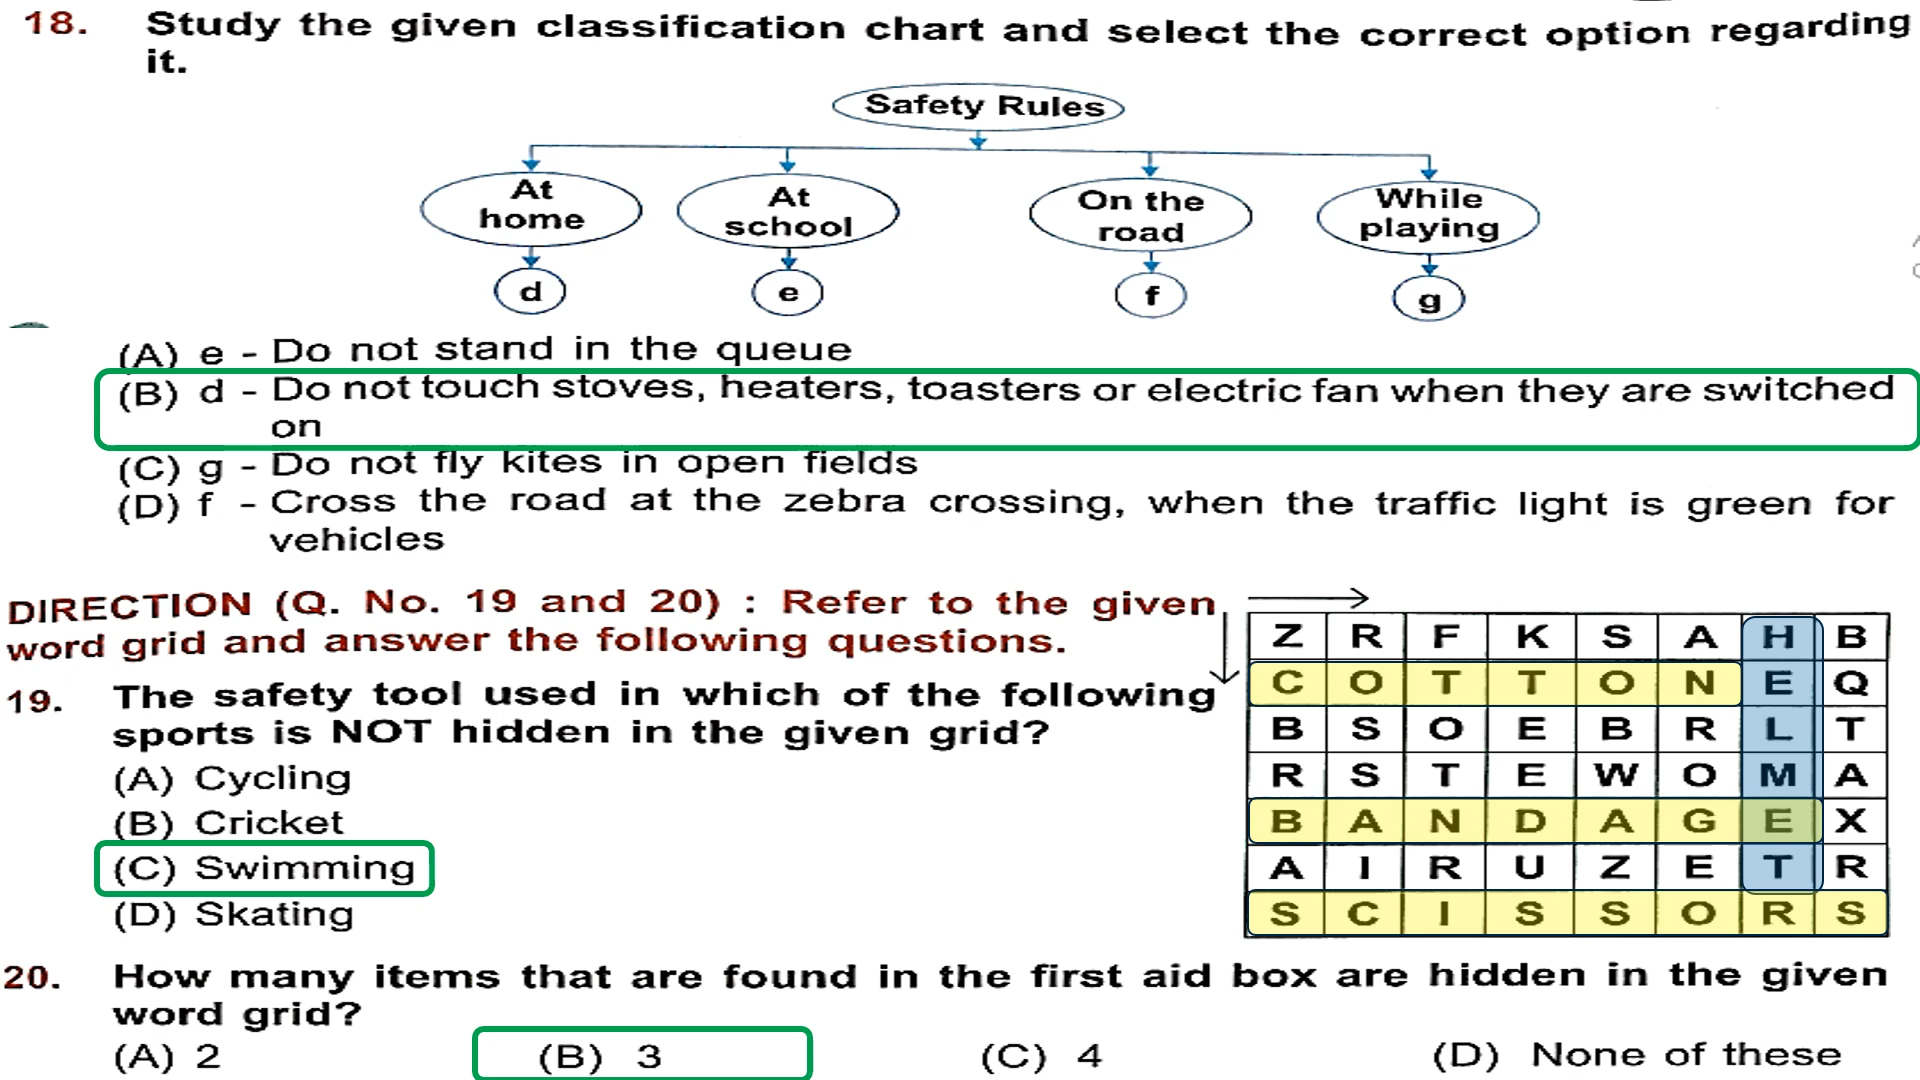 18. Study the given classification chart and select the correct option regarding
it.
Safety Rules
At
home
At
school
On the
road
While
playing
d
e
f
g
(A) e - Do not stand in the queue
(B) d - Do not touch stoves, heaters, toasters or electric fan when they are switched
on
(C) g - Do not fly kites in open fields
(D) f - Cross the road at the zebra crossing, when the traffic light is green for
vehicles
DIRECTION (Q. No. 19 and 20) : Refer to the given
word grid and answer the following questions.
19. The safety tool used in which of the following
sports is NOT hidden in the given grid?
(A) Cycling
(B) Cricket
(C) Swimming
(D) Skating
Z R F K S A H B
C O T T O N E Q
B S O E B R L T
R S T E W O M A
B A N D A G E X
A I R U Z E T R
S C I S S O R S
20. How many items that are found in the first aid box are hidden in the given
word grid?
(A) 2 (B) 3 (C) 4 (D) None of these